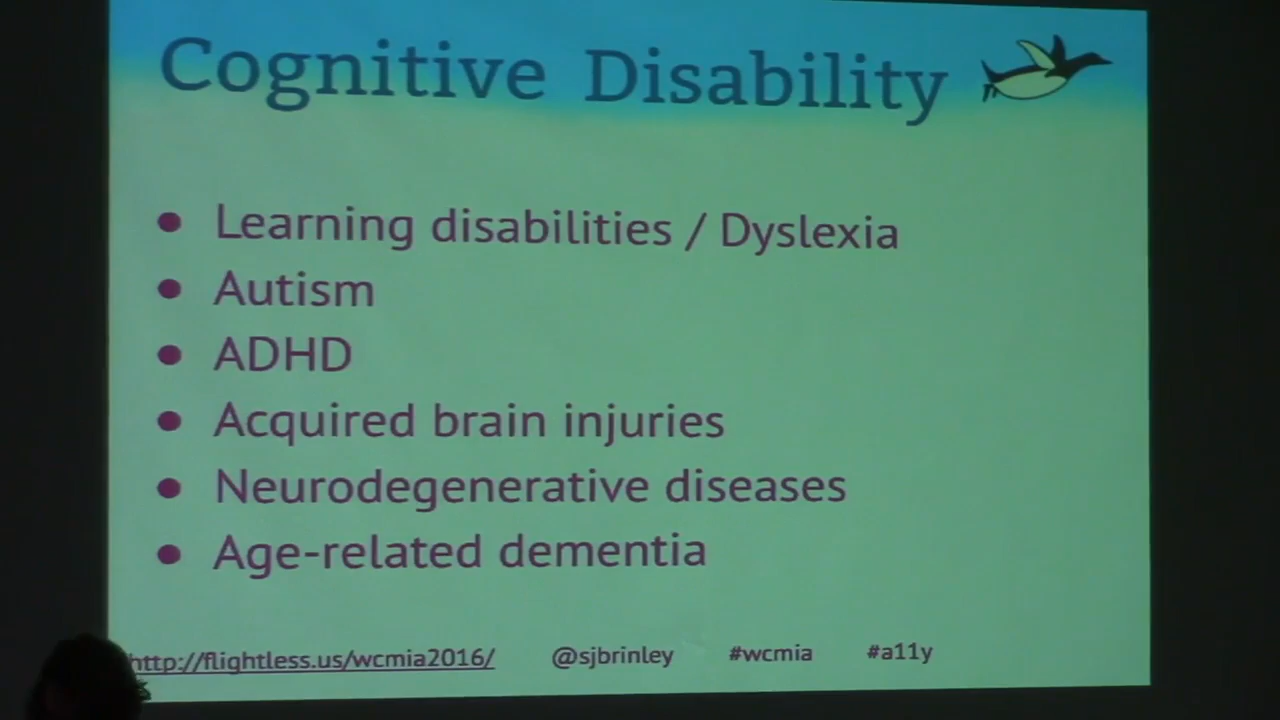 Cognitive Disability
Learning disabilities / Dyslexia
Autism
ADHD
Acquired brain injuries
Neurodegenerative diseases
Age-related dementia
http://flightless.us/wcmia2016/ @sjbrinley #wcmia #a11y